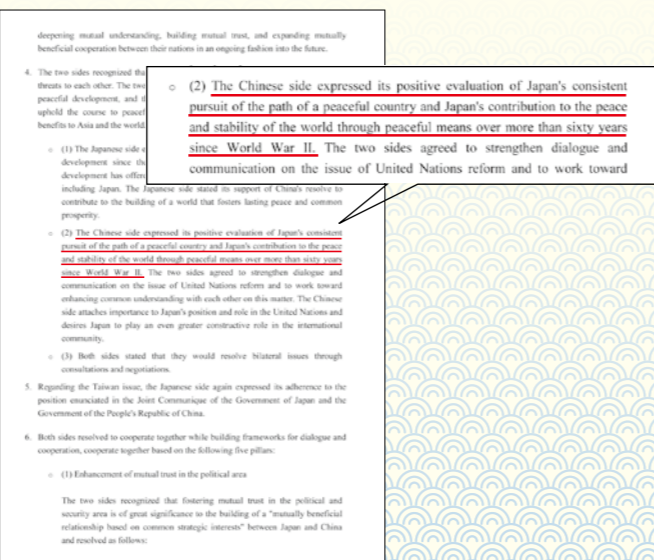 deepening mutual understanding, building mutual trust, and expanding mutually
beneficial cooperation between their nations in an ongoing fashion into the future.
4. The two sides recognized tha
threats to each other. The two
peaceful development, and t
uphold the course to peacef
benefits to Asia and the world
(1) The Japanese side e
development since th
development has offere
including Japan. The Japanese side stated its support of China's resolve to
contribute to the building of a world that fosters lasting peace and common
prosperity.
(2) The Chinese side expressed its positive evaluation of Japan's consistent
pursuit of the path of a peaceful country and Japan's contribution to the peace
and stability of the world through peaceful means over more than sixty years
since World War II. The two sides agreed to strengthen dialogue and
communication on the issue of United Nations reform and to work toward
enhancing common understanding with each other on this matter. The Chinese
side attaches importance to Japan's position and role in the United Nations and
desires Japan to play an even greater constructive role in the international
community.
(3) Both sides stated that they would resolve bilateral issues through
consultations and negotiations.
5. Regarding the Taiwan issue, the Japanese side again expressed its adherence to the
position enunciated in the Joint Communique of the Government of Japan and the
Government of the People's Republic of China.
6. Both sides resolved to cooperate together while building frameworks for dialogue and
cooperation, cooperate together based on the following five pillars:
(1) Enhancement of mutual trust in the political area
The two sides recognized that fostering mutual trust in the political and
security area is of great significance to the building of a "mutually beneficial
relationship based on common strategic interests" between Japan and China
and resolved as follows:
(2) The Chinese side expressed its positive evaluation of Japan's consistent
pursuit of the path of a peaceful country and Japan's contribution to the peace
and stability of the world through peaceful means over more than sixty years
since World War II. The two sides agreed to strengthen dialogue and
communication on the issue of United Nations reform and to work toward